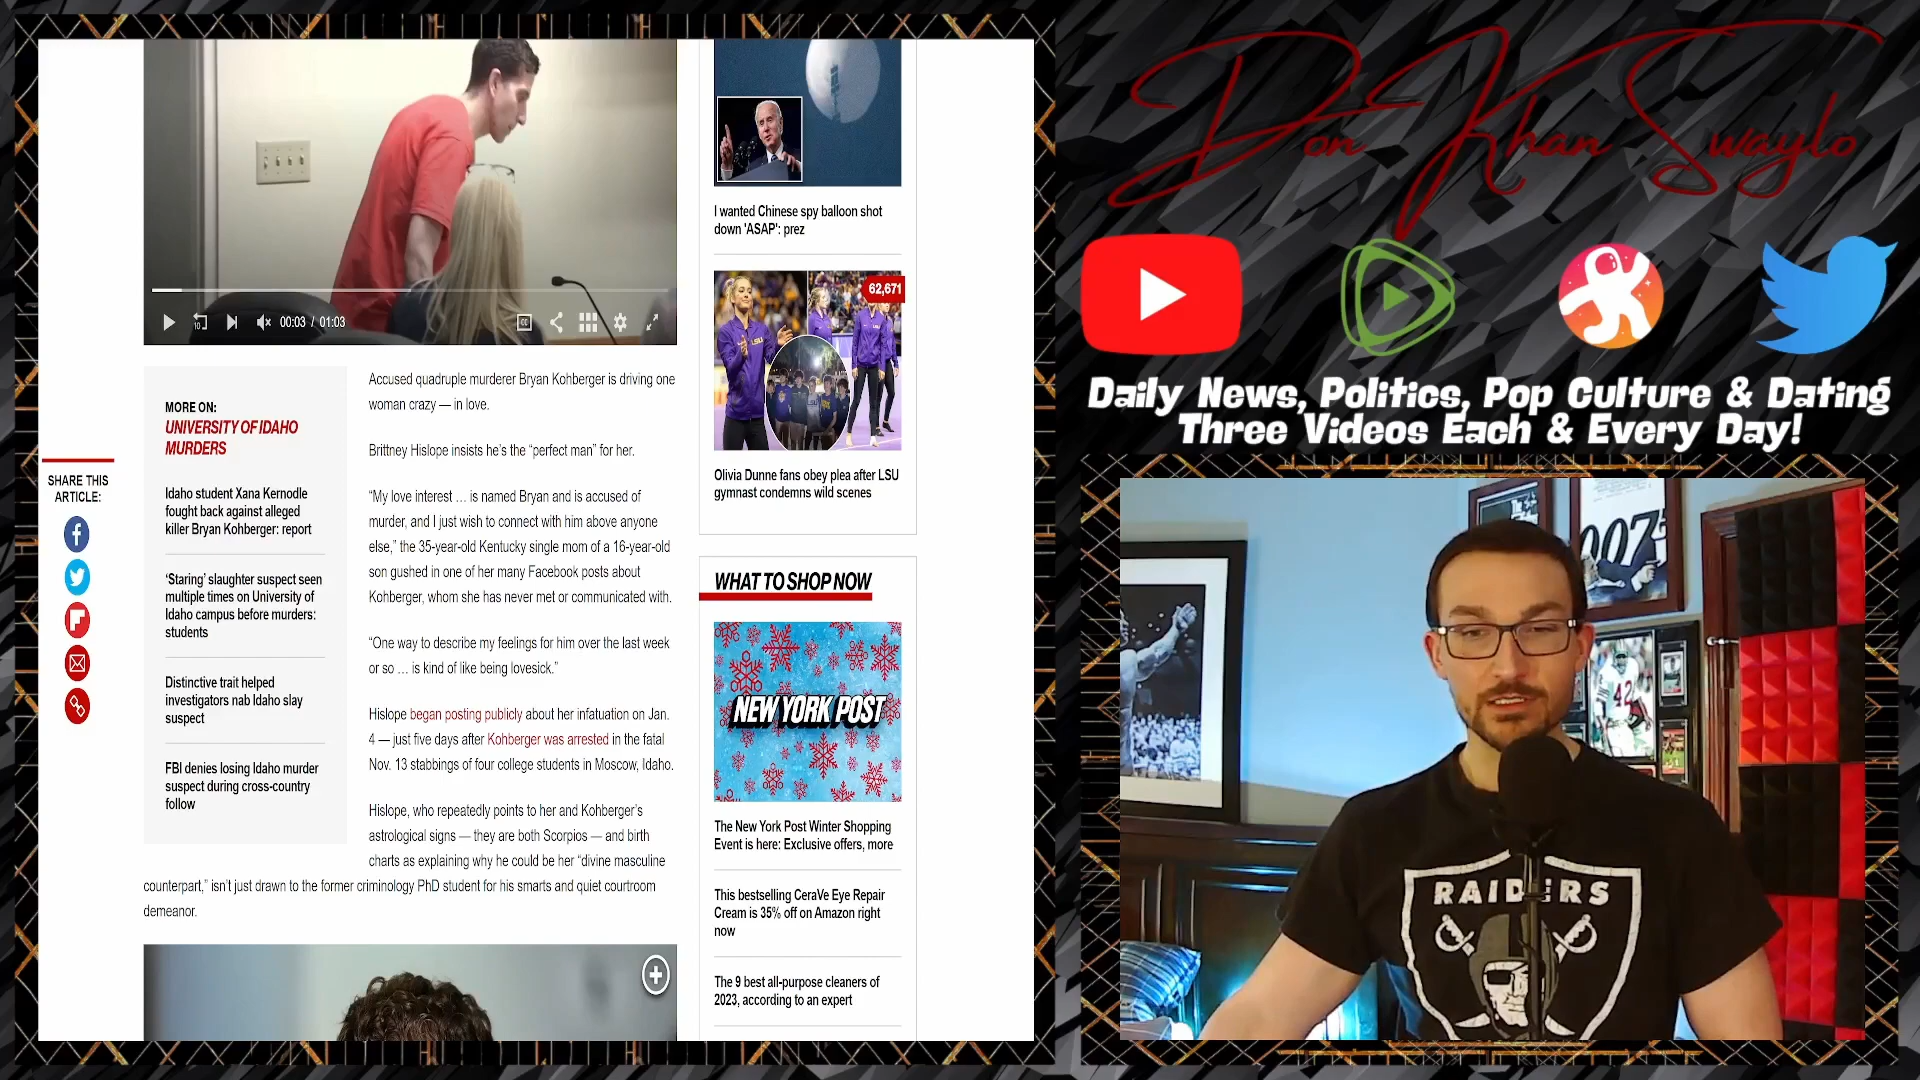 00:03 / 01:03
SHARE THIS
ARTICLE:
MORE ON:
UNIVERSITY OF IDAHO
MURDERS
Idaho student Xana Kernodle
fought back against alleged
killer Bryan Kohberger: report
‘Staring’ slaughter suspect seen
multiple times on University of
Idaho campus before murders:
students
Distinctive trait helped
investigators nab Idaho slay
suspect
FBI denies losing Idaho murder
suspect during cross-country
follow
Accused quadruple murderer Bryan Kohberger is driving one
woman crazy — in love.
Brittney Hislope insists he’s the “perfect man” for her.
“My love interest … is named Bryan and is accused of
murder, and I just wish to connect with him above anyone
else,” the 35-year-old Kentucky single mom of a 16-year-old
son gushed in one of her many Facebook posts about
Kohberger, whom she has never met or communicated with.
“One way to describe my feelings for him over the last week
or so … is kind of like being lovesick.”
Hislope began posting publicly about her infatuation on Jan.
4 — just five days after Kohberger was arrested in the fatal
Nov. 13 stabbings of four college students in Moscow, Idaho.
Hislope, who repeatedly points to her and Kohberger’s
astrological signs — they are both Scorpios — and birth
charts as explaining why he could be her “divine masculine
counterpart,” isn’t just drawn to the former criminology PhD student for his smarts and quiet courtroom
demeanor.
I wanted Chinese spy balloon shot
down 'ASAP': prez
62,671
LSU
Olivia Dunne fans obey plea after LSU
gymnast condemns wild scenes
WHAT TO SHOP NOW
NEW YORK POST
The New York Post Winter Shopping
Event is here: Exclusive offers, more
This bestselling CeraVe Eye Repair
Cream is 35% off on Amazon right
now
The 9 best all-purpose cleaners of
2023, according to an expert
Don Khan Swaylo
Daily News, Politics, Pop Culture & Dating
Three Videos Each & Every Day!
007
42
RAIDERS